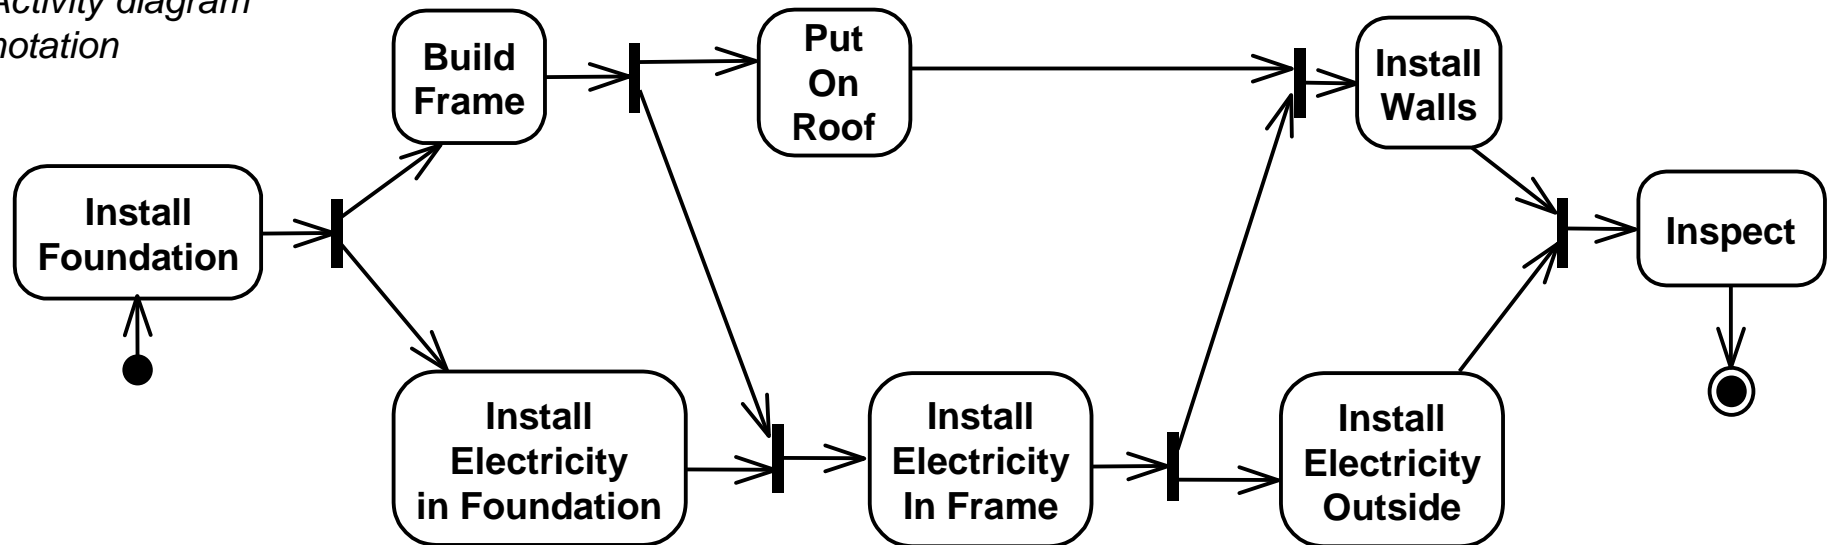 Activity diagram
notation
Build
Frame
Put
On
Roof
Install
Walls
Install
Foundation
Inspect
Install
Electricity
in Foundation
Install
Electricity
In Frame
Install
Electricity
Outside